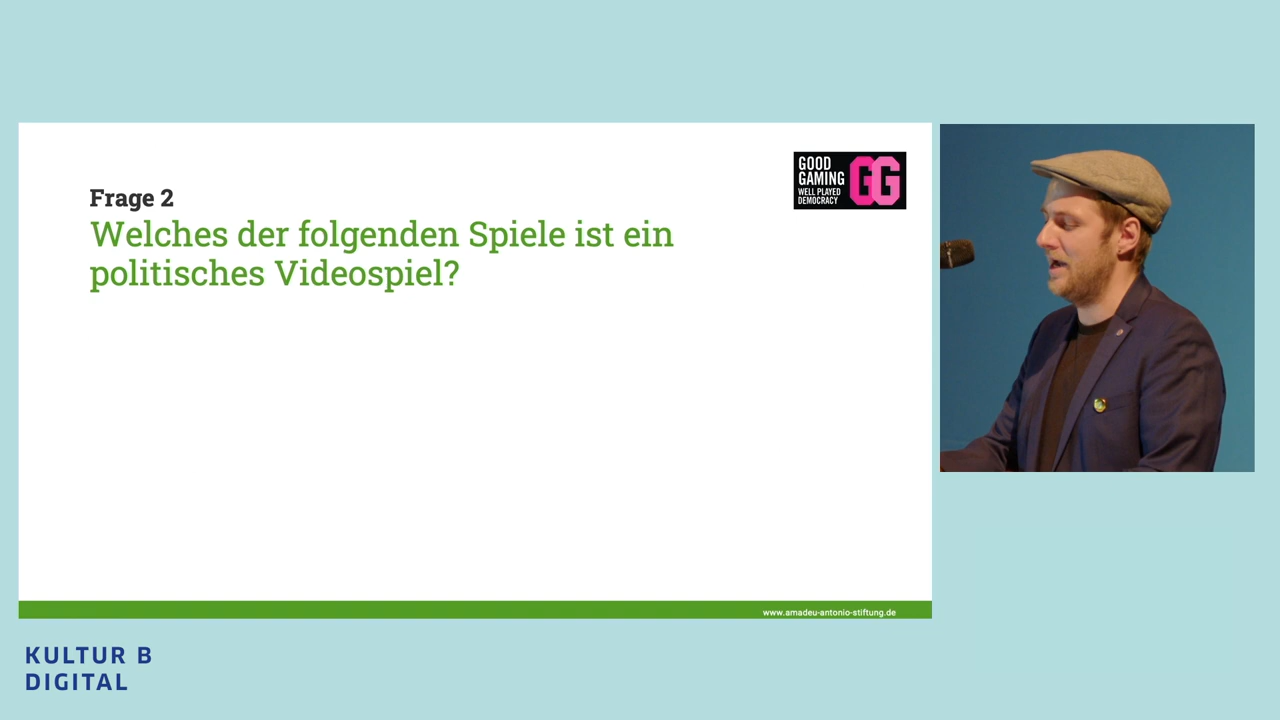 Frage 2
Welches der folgenden Spiele ist ein
politisches Videospiel?
GOOD
GAMING
WELL PLAYED
DEMOCRACY
GG
www.amadeu-antonio-stiftung.de
KULTUR B
DIGITAL